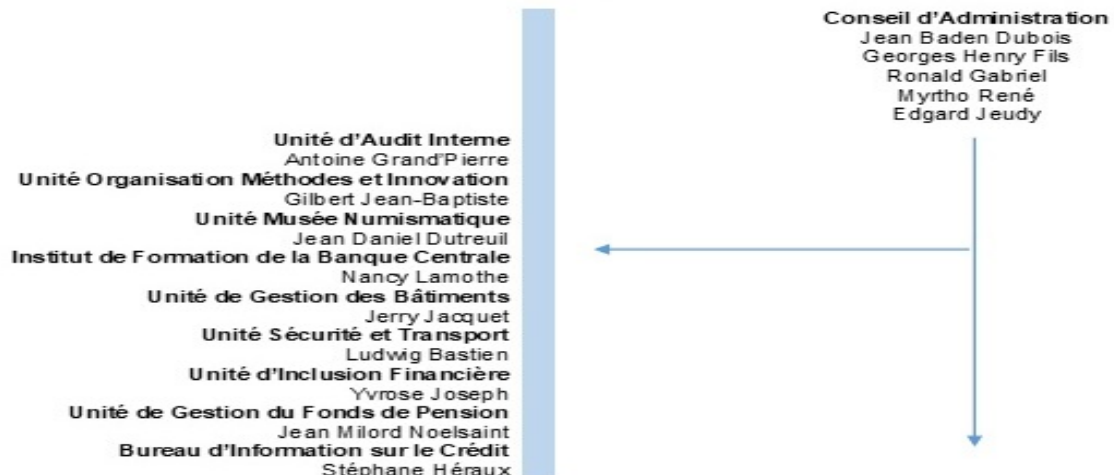 Conseil d'Administration
Jean Baden Dubois
Georges Henry Fils
Ronald Gabriel
Myrtho René
Edgard Jeudy
Unité d'Audit Interne
Antoine Grand'Pierre
Unité Organisation Méthodes et Innovation
Gilbert Jean-Baptiste
Unité Musée Numismatique
Jean Daniel Dutreuil
Institut de Formation de la Banque Centrale
Nancy Lamothe
Unité de Gestion des Bâtiments
Jerry Jacquet
Unité Sécurité et Transport
Ludwig Bastien
Unité d'Inclusion Financière
Yvrose Joseph
Unité de Gestion du Fonds de Pension
Jean Milord Noelsaint
Bureau d'Information sur le Crédit
Stéphane Héraux